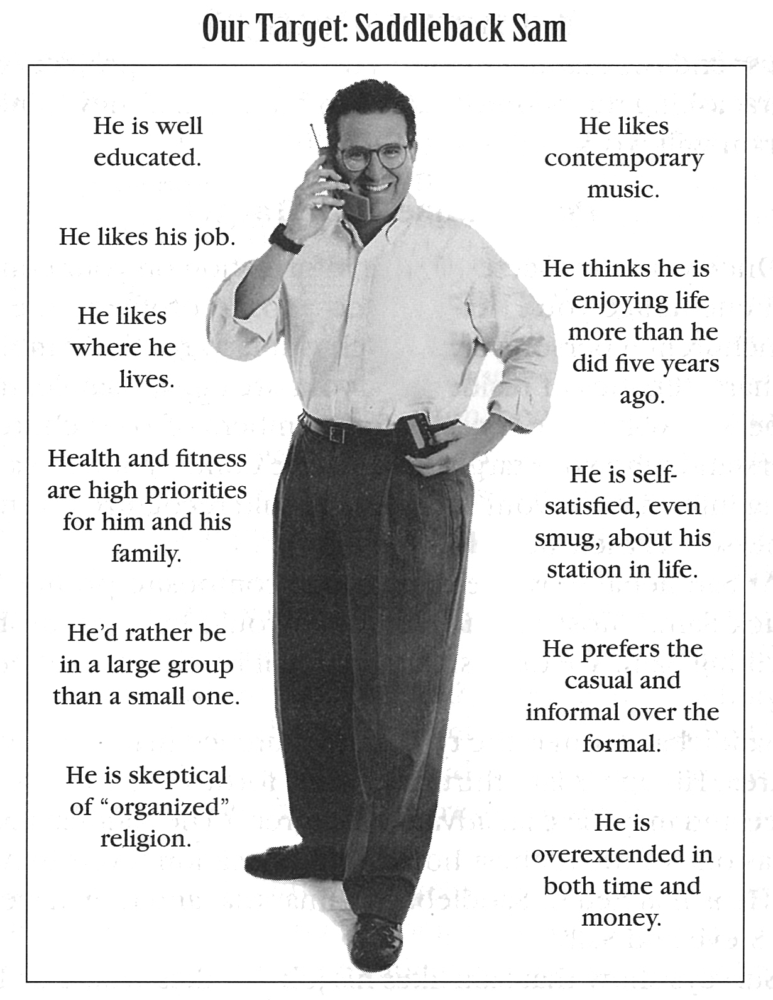 Our Target: Saddleback Sam
He is well
educated.
He likes his job.
He likes
where he
lives.
Health and fitness
are high priorities
for him and his
family.
He'd rather be
in a large group
than a small one.
He is skeptical
of “organized”
religion.
He likes
contemporary
music.
He thinks he is
enjoying life
more than he
did five years
ago.
He is self-
satisfied, even
smug, about his
station in life.
He prefers the
casual and
informal over the
formal.
He is
overextended in
both time and
money.